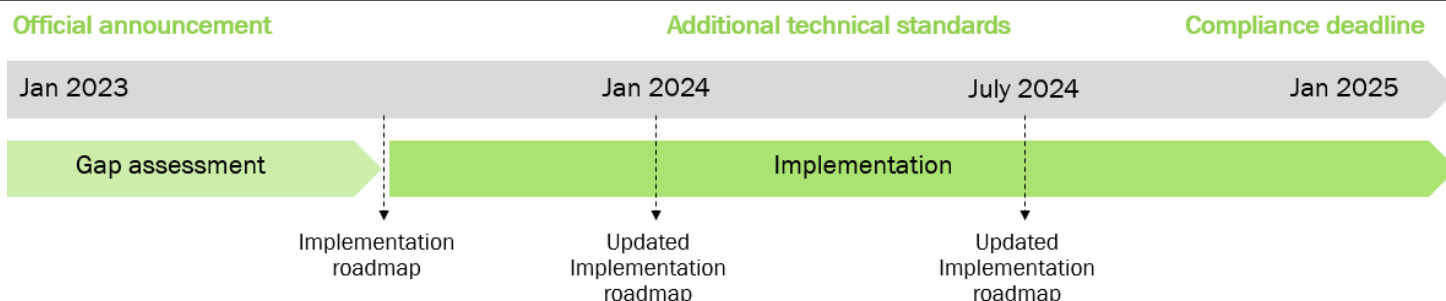 Official announcement
Additional technical standards
Compliance deadline
Jan 2023
Jan 2024
July 2024
Jan 2025
Gap assessment
Implementation
Implementation
roadmap
Updated
Implementation
roadmap
Updated
Implementation
roadmap